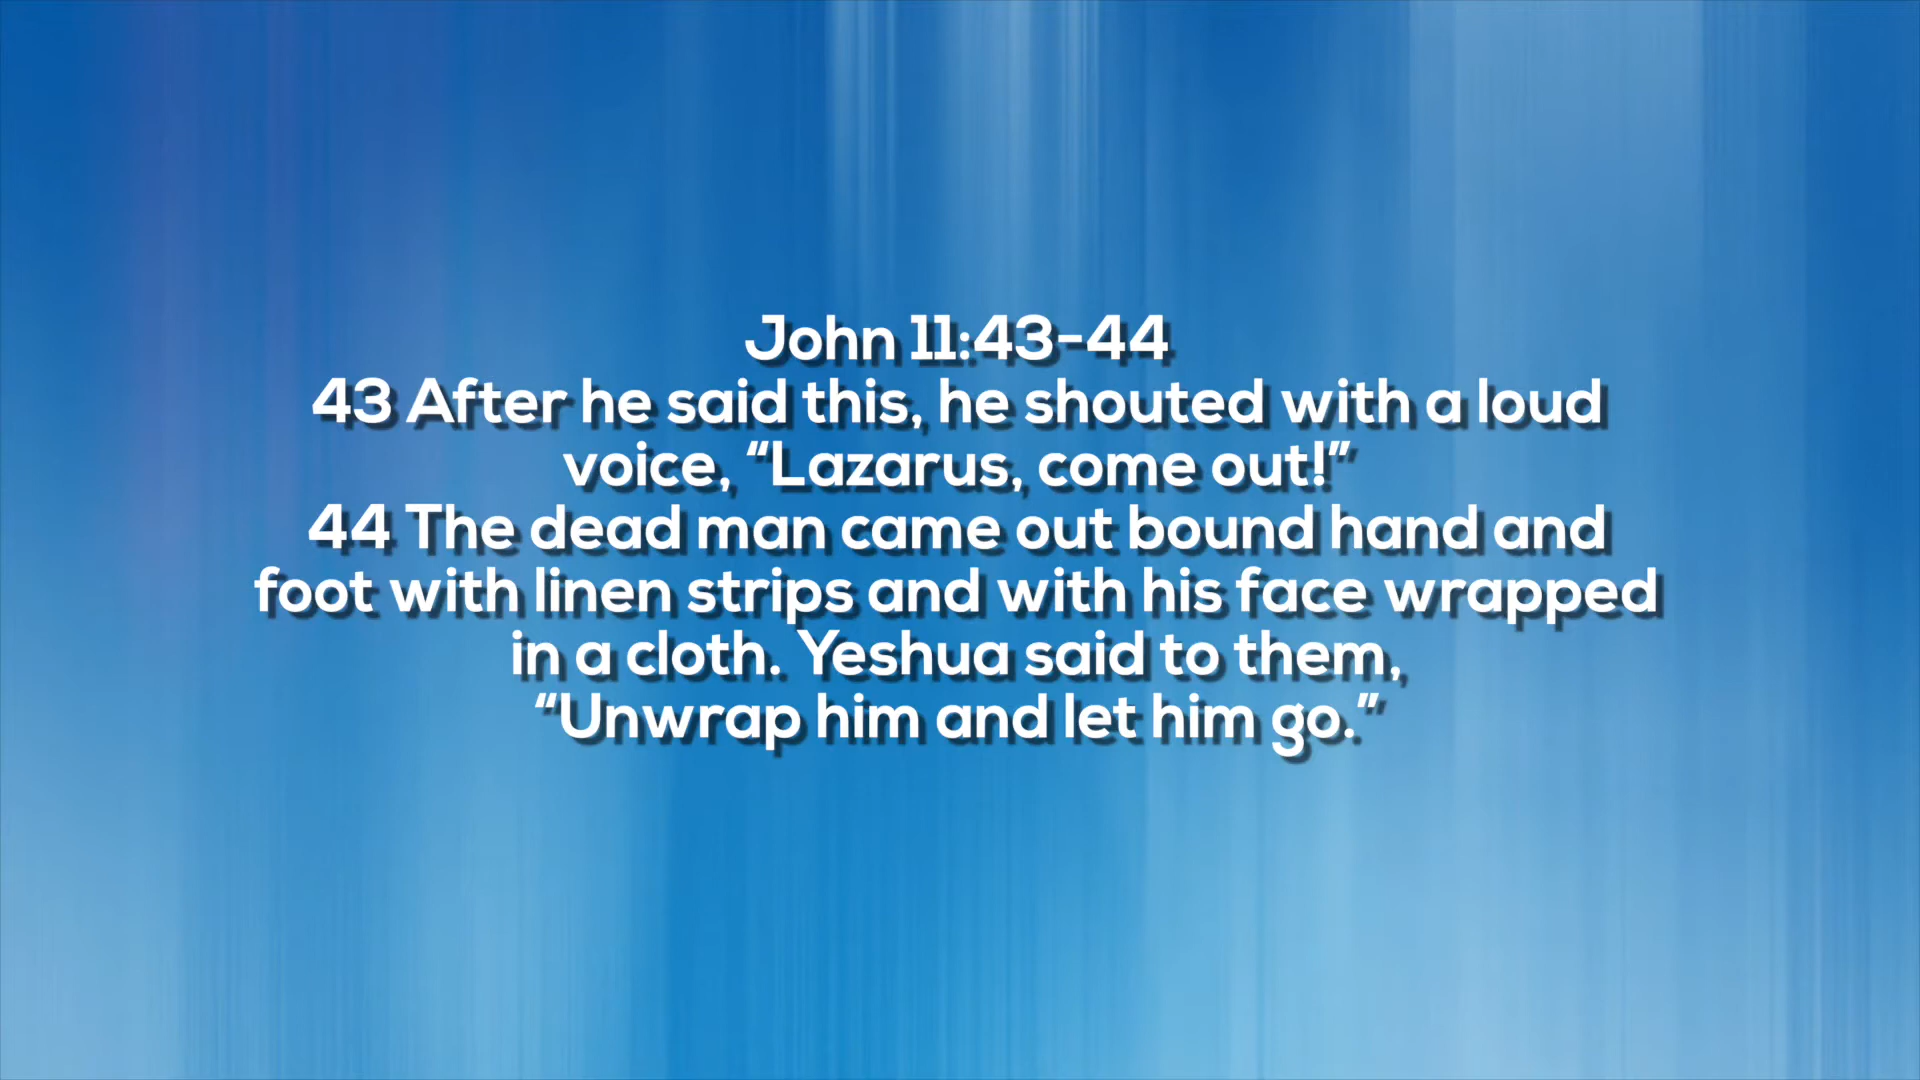 John 11:43-44
43 After he said this, he shouted with a loud
voice, “Lazarus, come out!”
44 The dead man came out bound hand and
foot with linen strips and with his face wrapped
in a cloth. Yeshua said to them,
“Unwrap him and let him go.”